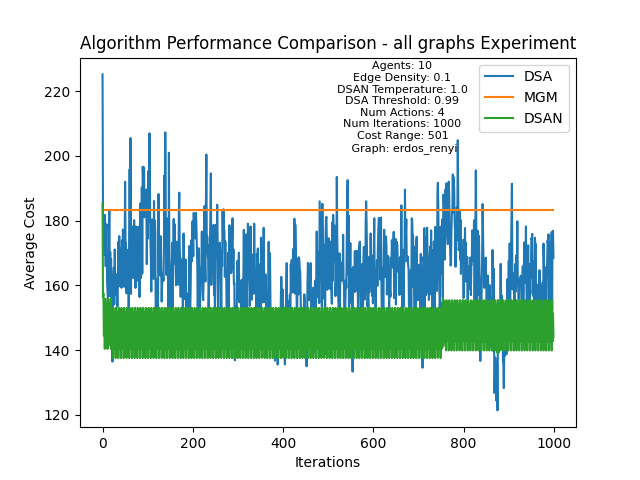 Algorithm Performance Comparison - all graphs Experiment
Agents: 10
Edge Density: 0.1
DSAN Temperature: 1.0
DSA Threshold: 0.99
Num Actions: 4
Num Iterations: 1000
Cost Range: 501
Graph: erdos_renyi
DSA
MGM
DSAN
Average Cost
220
200
180
160
140
120
0
200
400
600
800
1000
Iterations